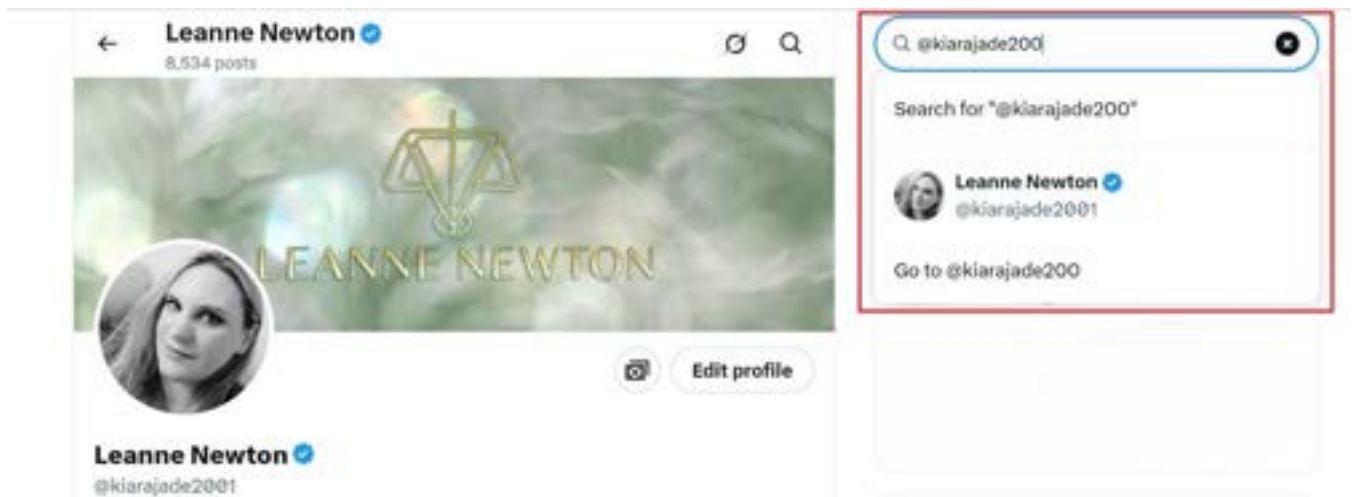 Leanne Newton
8,534 posts
LEANNE NEWTON
Edit profile
Leanne Newton
@kiarajade2001
@kiarajade200
Search for "@kiarajade200"
Leanne Newton
@kiarajade2001
Go to @kiarajade200